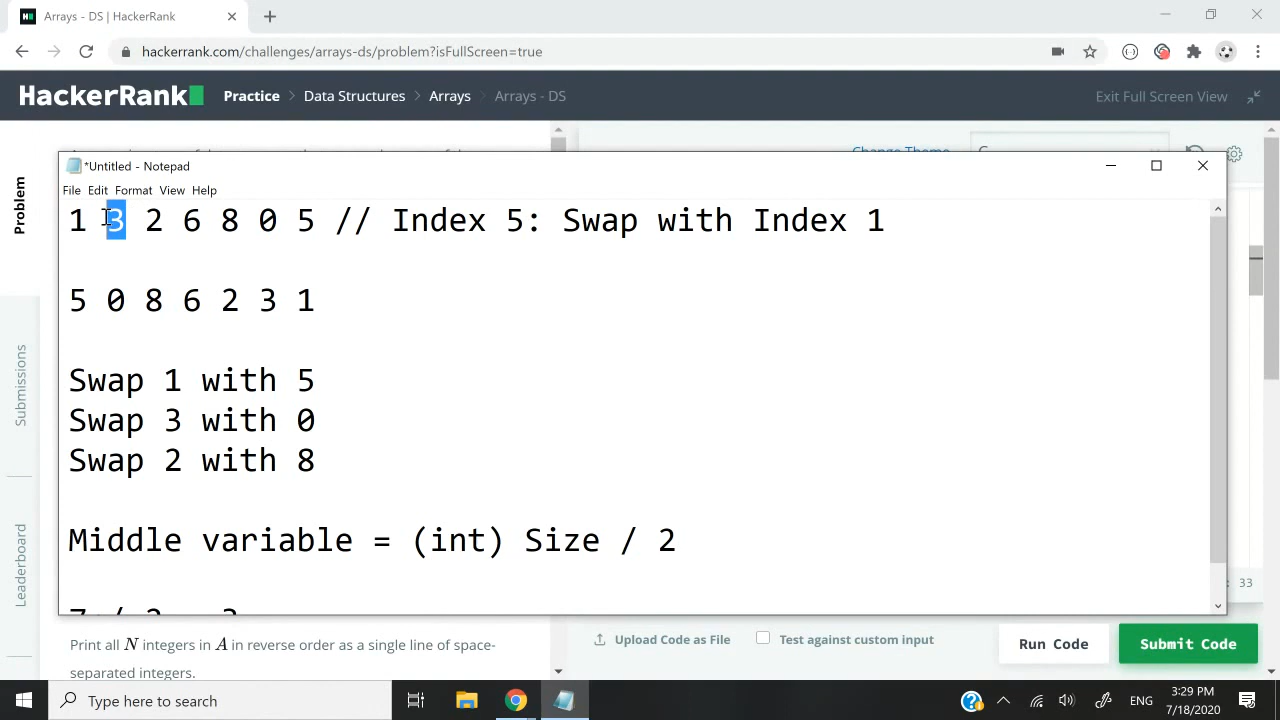 Arrays - DS | HackerRank
hackerrank.com/challenges/arrays-ds/problem?isFullScreen=true
HackerRank Practice > Data Structures > Arrays > Arrays - DS Exit Full Screen View
Change Theme
Problem
Submissions
Leaderboard
*Untitled - Notepad
File Edit Format View Help
1 3 2 6 8 0 5 // Index 5: Swap with Index 1
5 0 8 6 2 3 1
Swap 1 with 5
Swap 3 with 0
Swap 2 with 8
Middle variable = (int) Size / 2
: 33
Print all N integers in A in reverse order as a single line of space-
separated integers.
Upload Code as File Test against custom input Run Code Submit Code
Type here to search
ENG
3:29 PM
7/18/2020